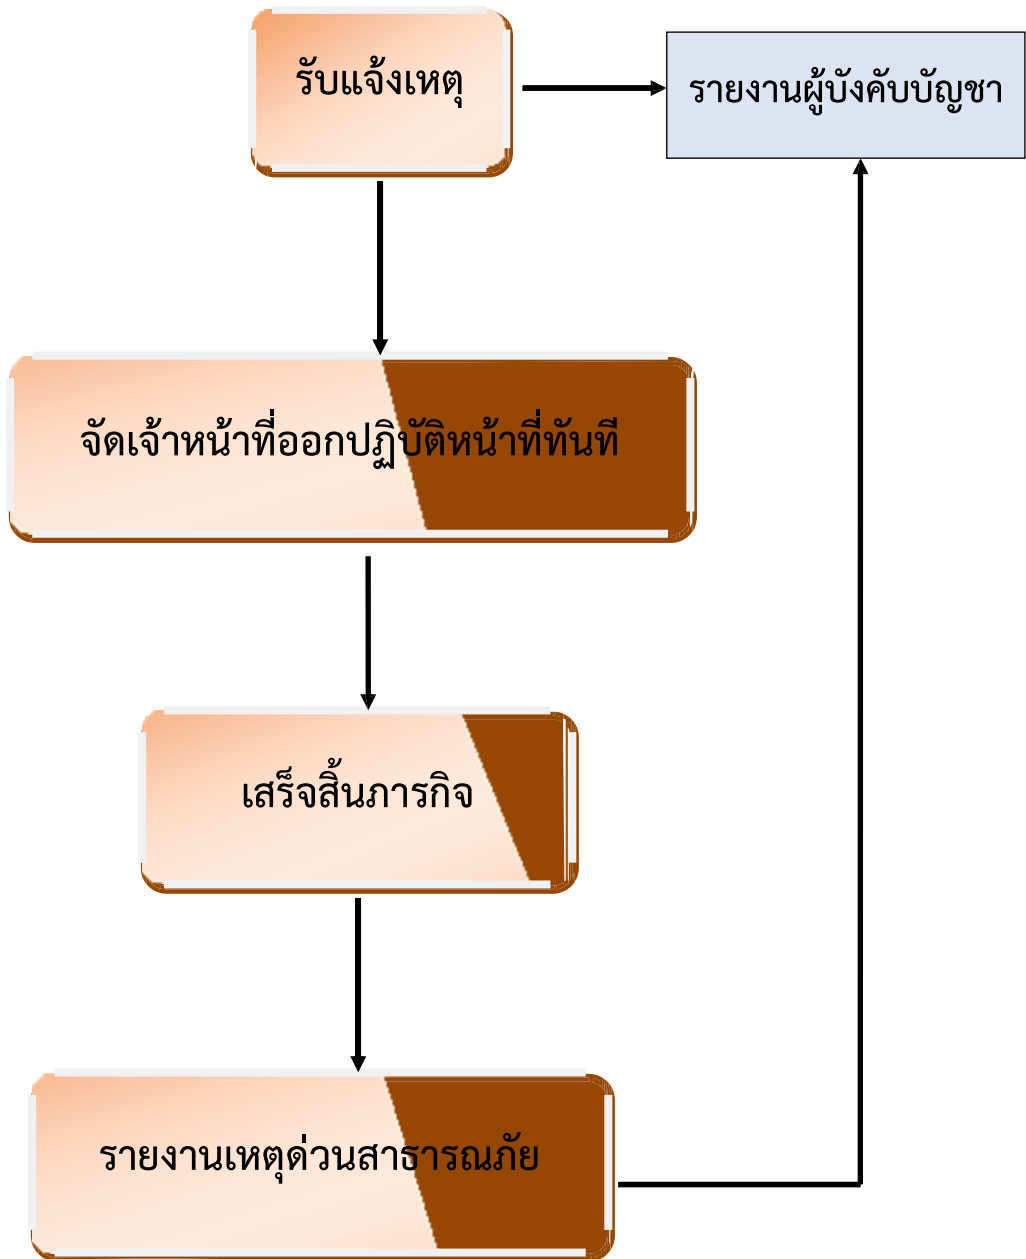 รับแจ้งเหตุ
รายงานผู้บังคับบัญชา
จัดเจ้าหน้าที่ออกปฏิบัติหน้าที่ทันที
เสร็จสิ้นภารกิจ
รายงานเหตุด่วนสาธารณภัย